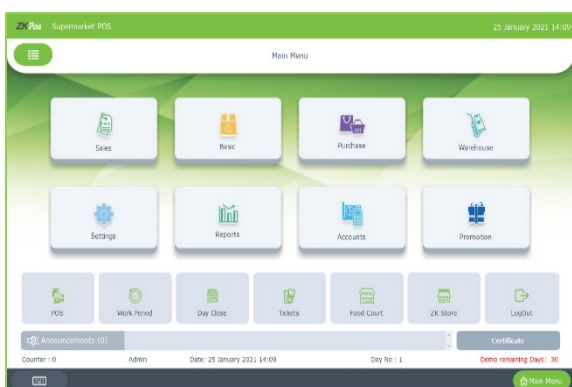 ZKPos Supermarket POS 25 January 2021 14:09
Main Menu
Sales Basic Purchase Warehouse
Settings Reports Accounts Promotion
POS Work Period Day Close Tickets Food Court ZK Store LogOut
Announcements (0) Certificate
Counter : 0 Admin Date: 25 January 2021 14:09 Day No : 1 Demo remaining Days: 30
Main Menu